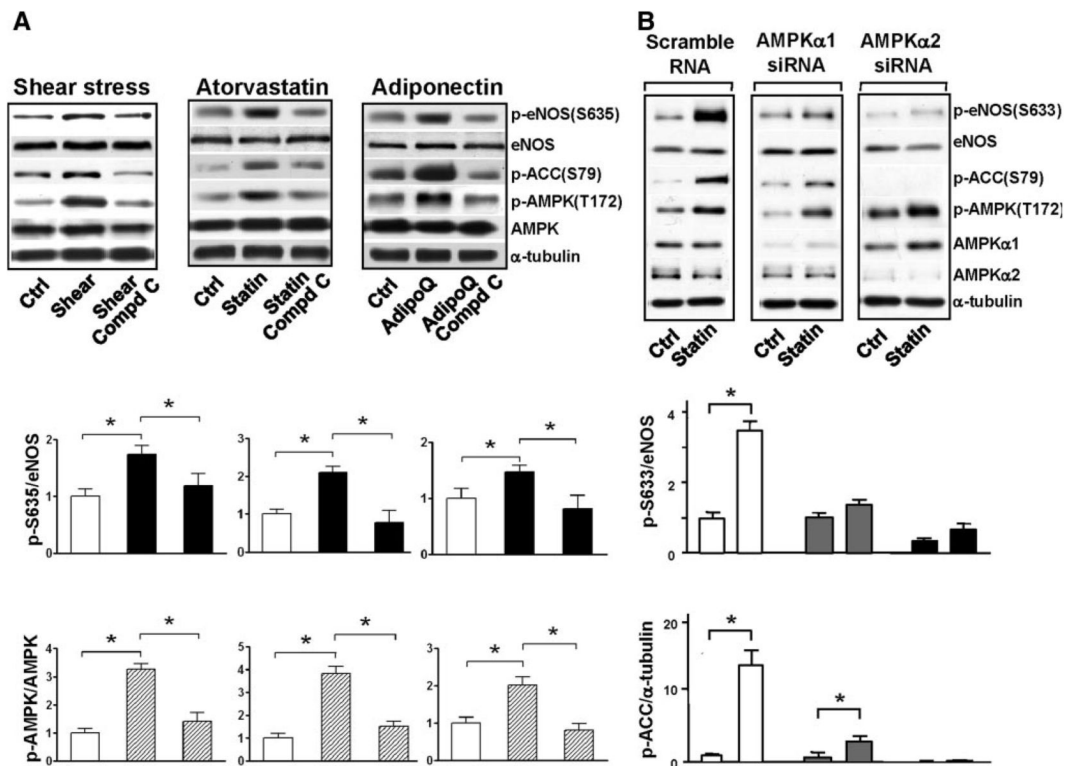 A
Shear stress
Atorvastatin
Adiponectin
p-eNOS(S635)
eNOS
p-ACC(S79)
p-AMPK(T172)
AMPK
α-tubulin
Ctrl
Shear
Shear
Compd C
Ctrl
Statin
Statin
Compd C
Ctrl
AdipoQ
AdipoQ
Compd C
B
Scramble
RNA
AMPKα1
siRNA
AMPKα2
siRNA
p-eNOS(S633)
eNOS
p-ACC(S79)
p-AMPK(T172)
AMPKα1
AMPKα2
α-tubulin
Ctrl
Statin
Ctrl
Statin
Ctrl
Statin
p-S635/eNOS
2
1
0
* *
3
2
1
0
* *
2
1
0
* *
p-S633/eNOS
4
2
0
*
p-AMPK/AMPK
4
3
2
1
0
* *
5
4
3
2
1
0
* *
3
2
1
0
* *
p-ACC/α-tubulin
20
10
0
*
*